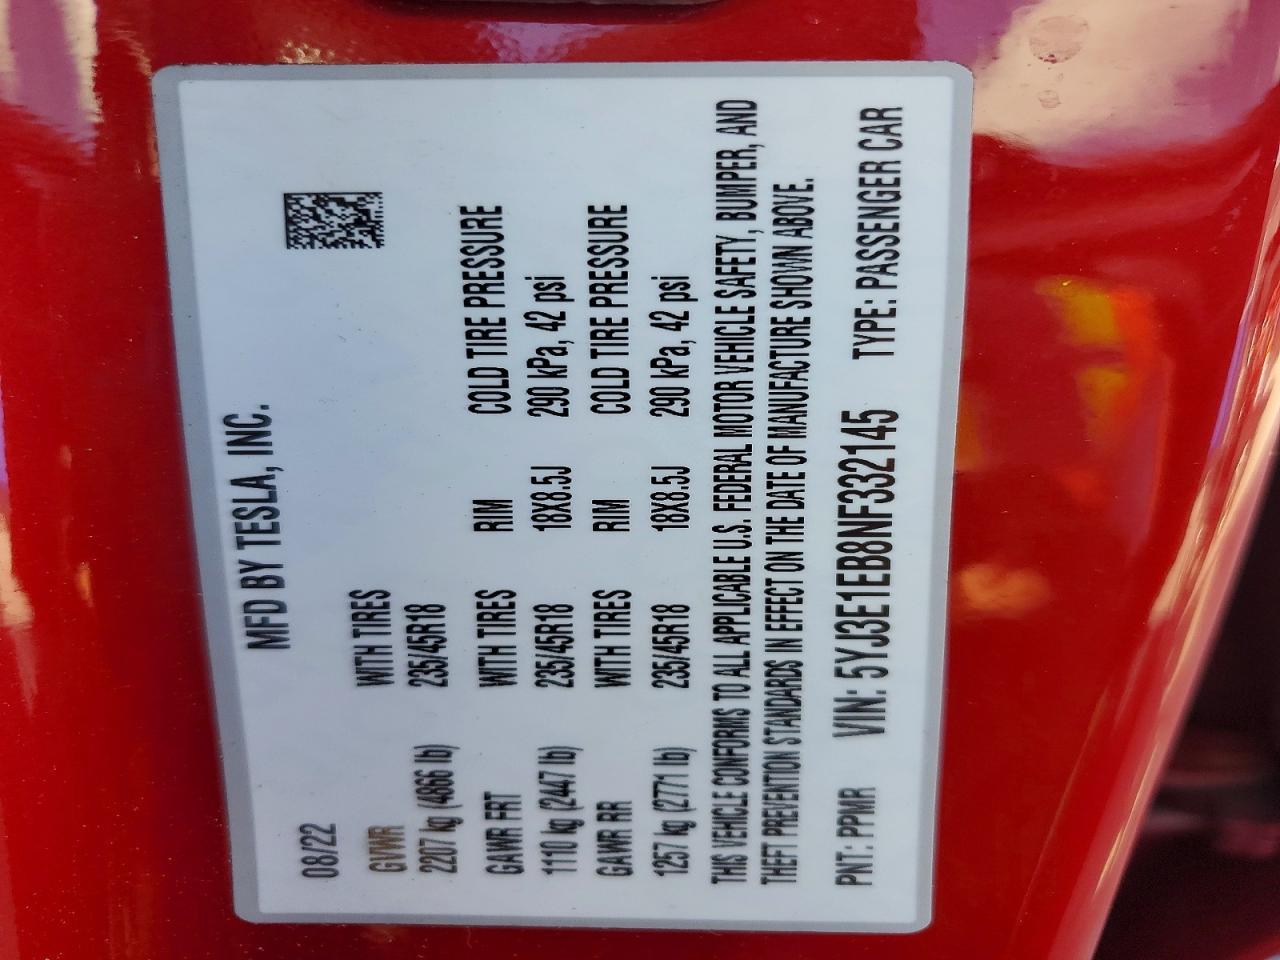 MFD BY TESLA, INC.
08/22
GVWR WITH TIRES
2207 kg (4866 lb) 235/45R18
GAWR FRT WITH TIRES RIM COLD TIRE PRESSURE
1110 kg (2447 lb) 235/45R18 18X8.5J 290 kPa, 42 psi
GAWR RR WITH TIRES RIM COLD TIRE PRESSURE
1257 kg (2771 lb) 235/45R18 18X8.5J 290 kPa, 42 psi
THIS VEHICLE CONFORMS TO ALL APPLICABLE U.S. FEDERAL MOTOR VEHICLE SAFETY, BUMPER, AND
THEFT PREVENTION STANDARDS IN EFFECT ON THE DATE OF MANUFACTURE SHOWN ABOVE.
PNT: PPMR VIN: 5YJ3E1EB8NF332145 TYPE: PASSENGER CAR